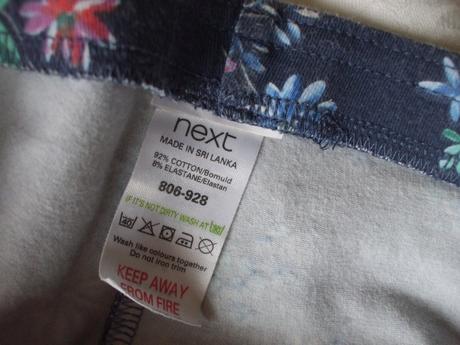 next
MADE IN SRI LANKA
92% COTTON/Bomuld
8% ELASTANE/Elastan
806-928
IF IT'S NOT DIRTY WASH AT
40
Wash like colours together
Do not iron trim
KEEP AWAY
FROM FIRE